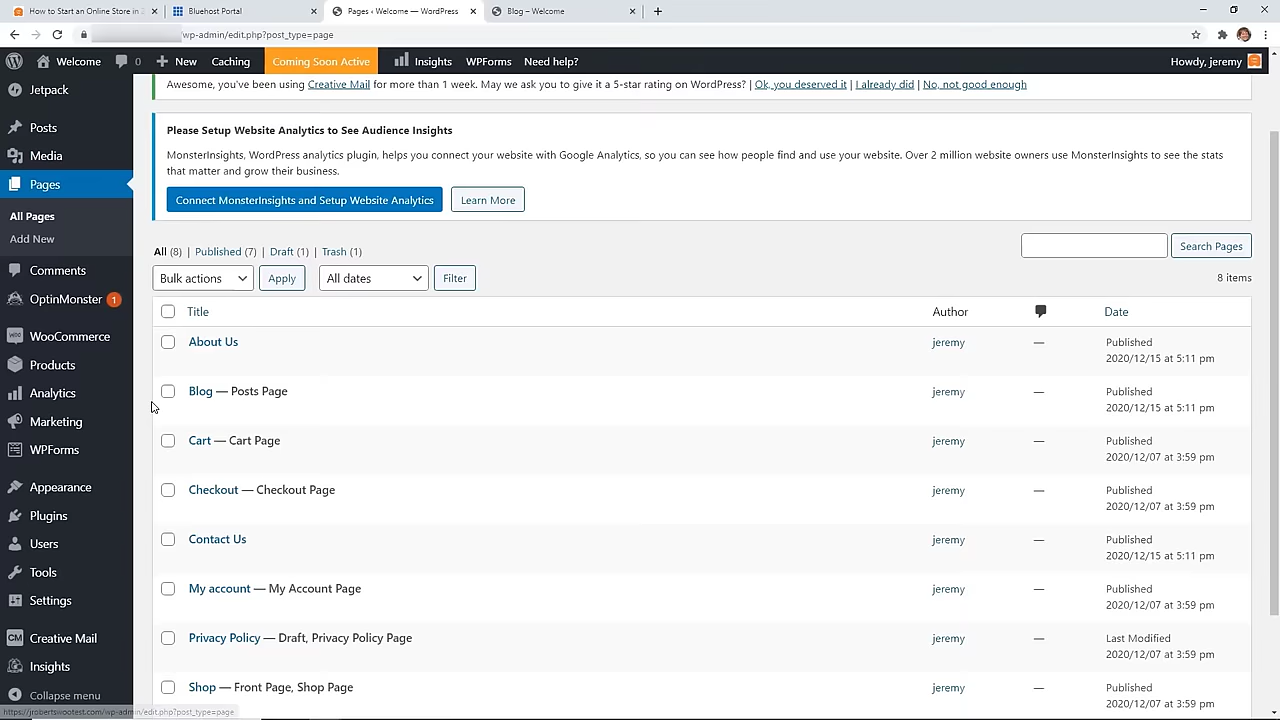 How to Start an Online Store in 2
Bluehost Portal
Pages ‹ Welcome — WordPress
Blog – Welcome
/wp-admin/edit.php?post_type=page
Welcome 0 New Caching Coming Soon Active Insights WPForms Need help? Howdy, jeremy
Awesome, you've been using Creative Mail for more than 1 week. May we ask you to give it a 5-star rating on WordPress? | Ok, you deserved it | I already did | No, not good enough
Please Setup Website Analytics to See Audience Insights
MonsterInsights, WordPress analytics plugin, helps you connect your website with Google Analytics, so you can see how people find and use your website. Over 2 million website owners use MonsterInsights to see the stats
that matter and grow their business.
Connect MonsterInsights and Setup Website Analytics Learn More
Jetpack
Posts
Media
Pages
All Pages
Add New
Comments
OptinMonster 1
WooCommerce
Products
Analytics
Marketing
WPForms
Appearance
Plugins
Users
Tools
Settings
Creative Mail
Insights
Collapse menu
All (8) | Published (7) | Draft (1) | Trash (1)
Search Pages
Bulk actions Apply All dates Filter
8 items
Title Author Date
About Us jeremy — Published
2020/12/15 at 5:11 pm
Blog — Posts Page jeremy — Published
2020/12/15 at 5:11 pm
Cart — Cart Page jeremy — Published
2020/12/07 at 3:59 pm
Checkout — Checkout Page jeremy — Published
2020/12/07 at 3:59 pm
Contact Us jeremy — Published
2020/12/15 at 5:11 pm
My account — My Account Page jeremy — Published
2020/12/07 at 3:59 pm
Privacy Policy — Draft, Privacy Policy Page jeremy — Last Modified
2020/12/07 at 3:59 pm
Shop — Front Page, Shop Page jeremy — Published
2020/12/07 at 3:59 pm
https://jrobertswootest.com/wp-admin/edit.php?post_type=page